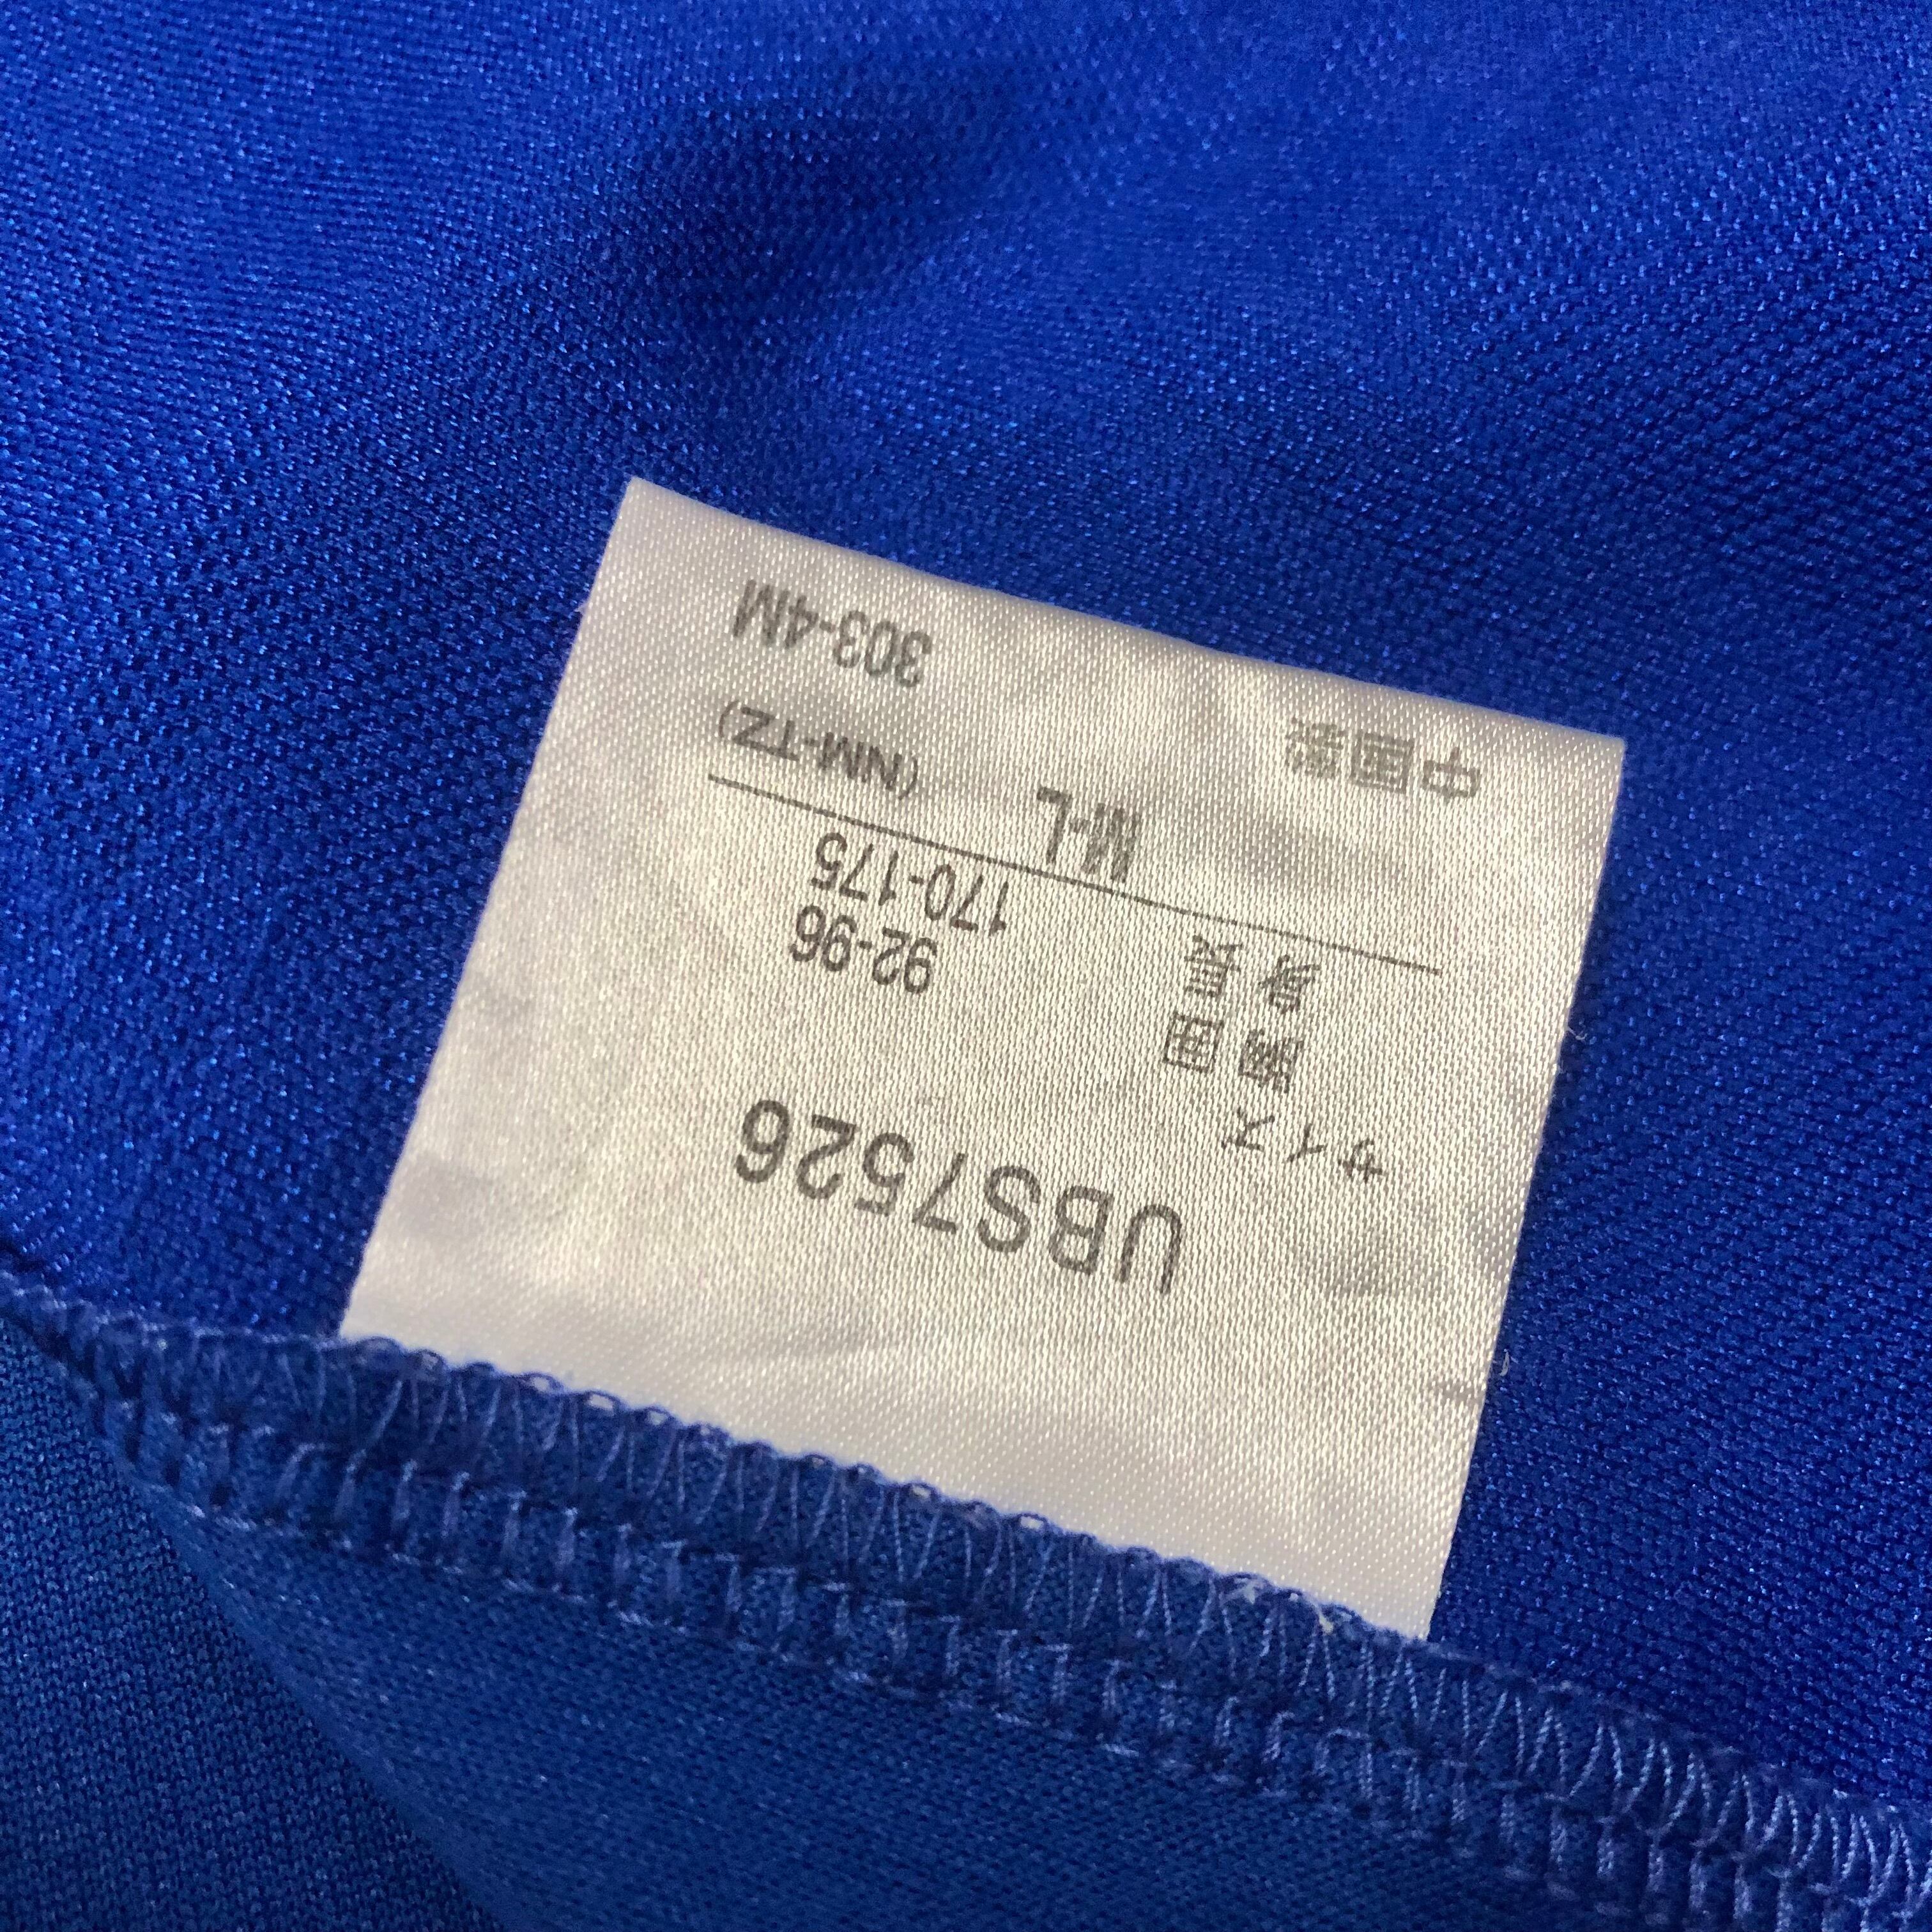 UBS7526
サイズ
胸囲 92-96
身長 170-175
M-L (NM-TZ)
中国製 303-4M